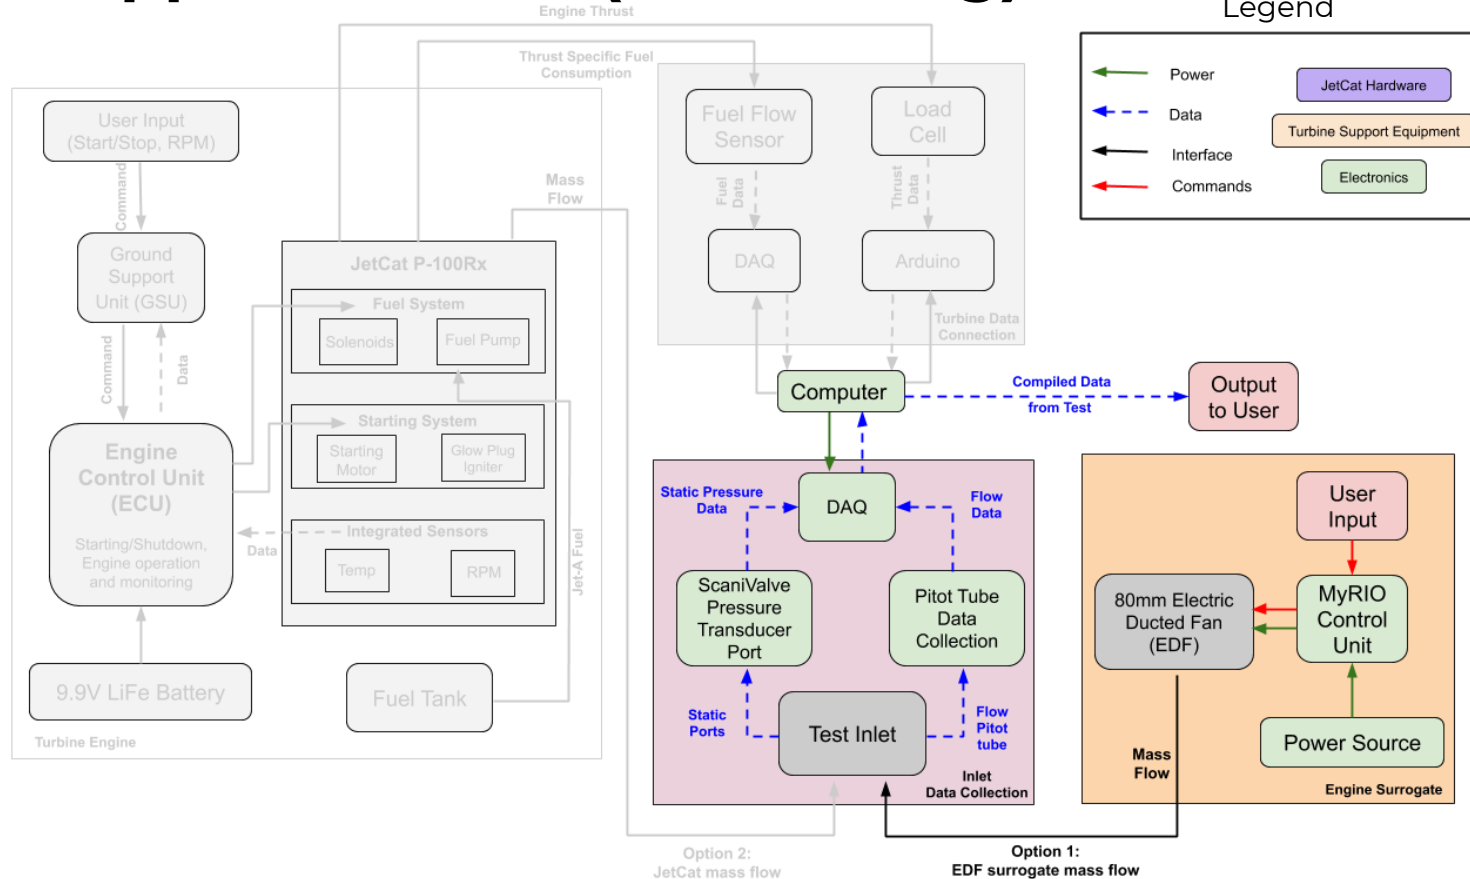 Legend
Engine Thrust
Thrust Specific Fuel
Consumption
Power
Data
Interface
Commands
JetCat Hardware
Turbine Support Equipment
Electronics
User Input
(Start/Stop, RPM)
Command
Ground
Support
Unit (GSU)
Command
Data
Engine
Control Unit
(ECU)
Starting/Shutdown,
Engine operation
and monitoring
9.9V LiFe Battery
Turbine Engine
Mass
Flow
JetCat P-100Rx
Fuel System
Solenoids
Fuel Pump
Starting System
Starting
Motor
Glow Plug
Igniter
Integrated Sensors
Data
Temp
RPM
Jet-A Fuel
Fuel Tank
Fuel Flow
Sensor
Load
Cell
Fuel
Data
Thrust
Data
DAQ
Arduino
Turbine Data
Connection
Computer
Compiled Data
from Test
Output
to User
Static Pressure
Data
DAQ
Flow
Data
ScaniValve
Pressure
Transducer
Port
Pitot Tube
Data
Collection
Static
Ports
Test Inlet
Flow
Pitot
tube
Inlet
Data Collection
User
Input
80mm Electric
Ducted Fan
(EDF)
MyRIO
Control
Unit
Power Source
Mass
Flow
Engine Surrogate
Option 2:
JetCat mass flow
Option 1:
EDF surrogate mass flow